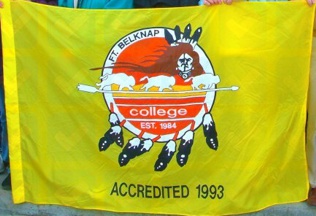 FT. BELKNAP
college
EST. 1984
ACCREDITED 1993